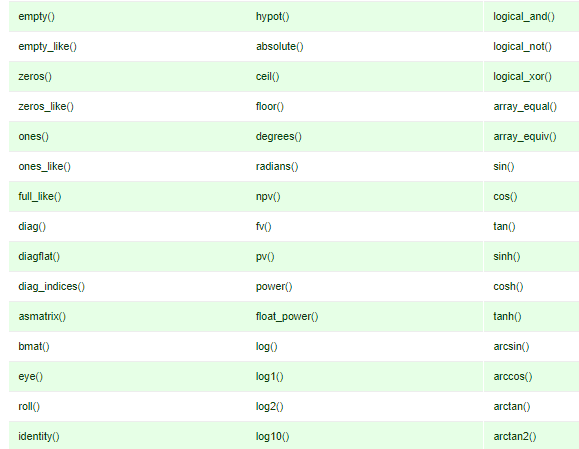 empty() hypot() logical_and()
empty_like() absolute() logical_not()
zeros() ceil() logical_xor()
zeros_like() floor() array_equal()
ones() degrees() array_equiv()
ones_like() radians() sin()
full_like() npv() cos()
diag() fv() tan()
diagflat() pv() sinh()
diag_indices() power() cosh()
asmatrix() float_power() tanh()
bmat() log() arcsin()
eye() log1() arccos()
roll() log2() arctan()
identity() log10() arctan2()